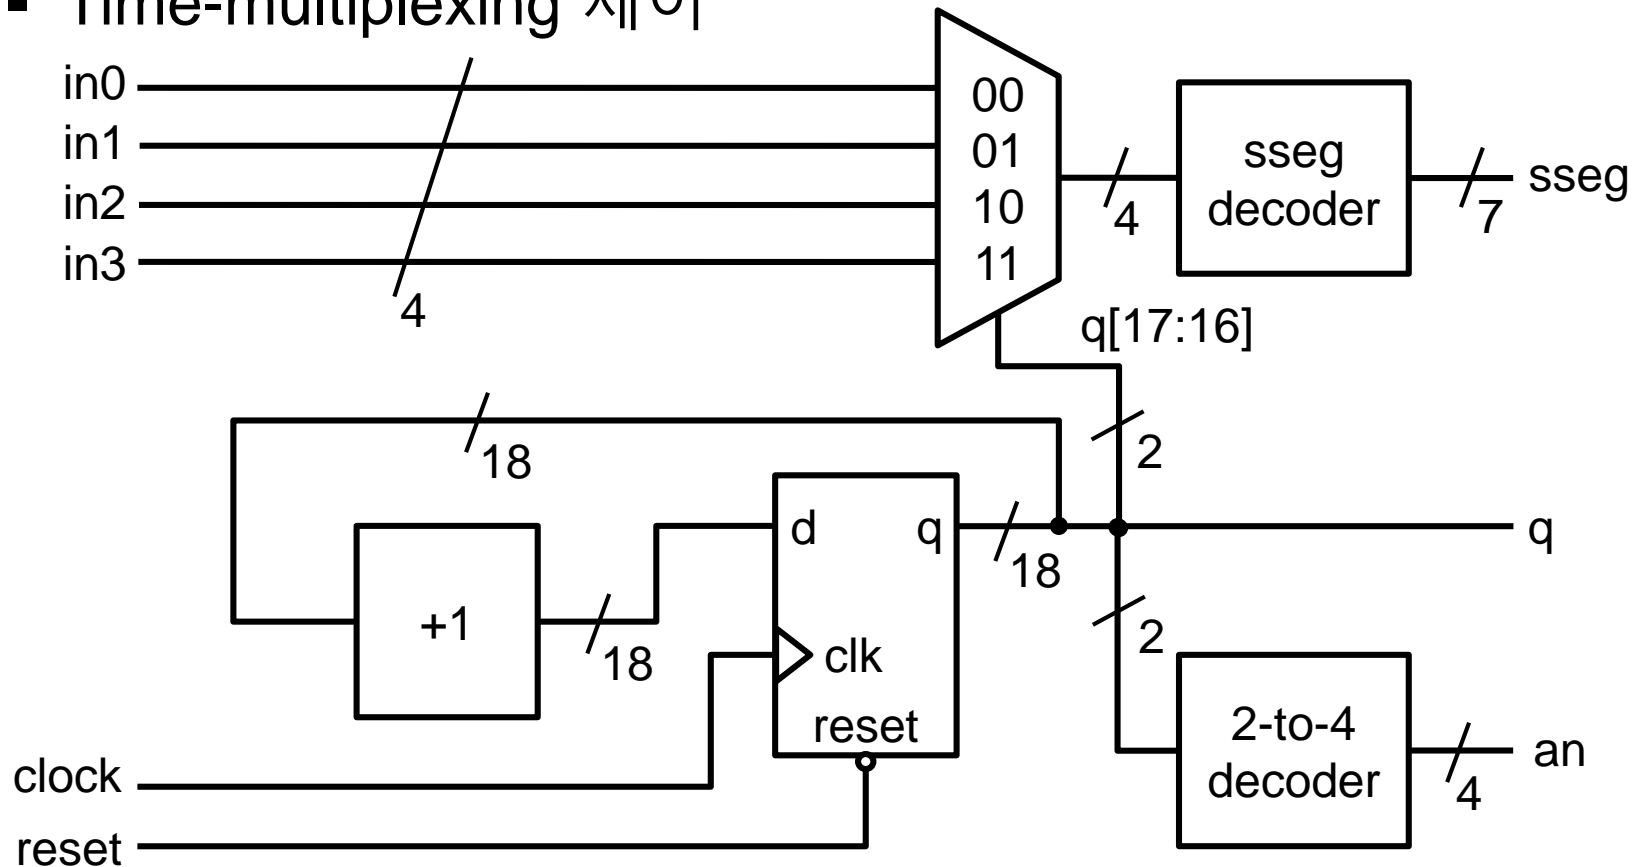 ▪ Time-multiplexing 제어
in0
in1
in2
in3
4
00
01
10
11
4
sseg
decoder
7
sseg
q[17:16]
2
18
+1
18
d
q
clk
reset
18
q
2
2-to-4
decoder
4
an
clock
reset